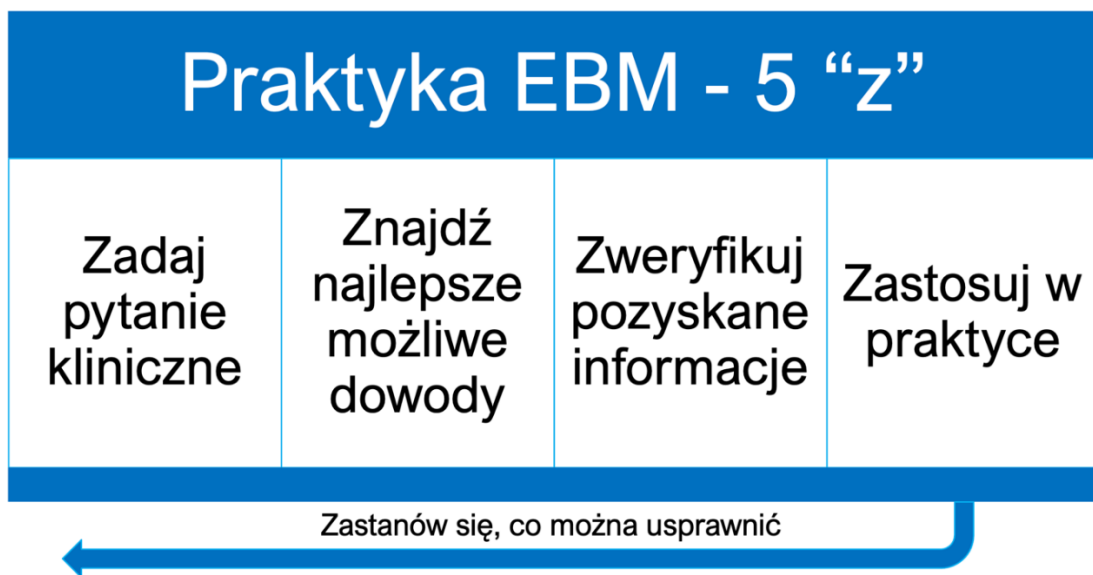 Praktyka EBM - 5 “z”
Zadaj
pytanie
kliniczne
Znajdź
najlepsze
możliwe
dowody
Zweryfikuj
pozyskane
informacje
Zastosuj w
praktyce
Zastanów się, co można usprawnić